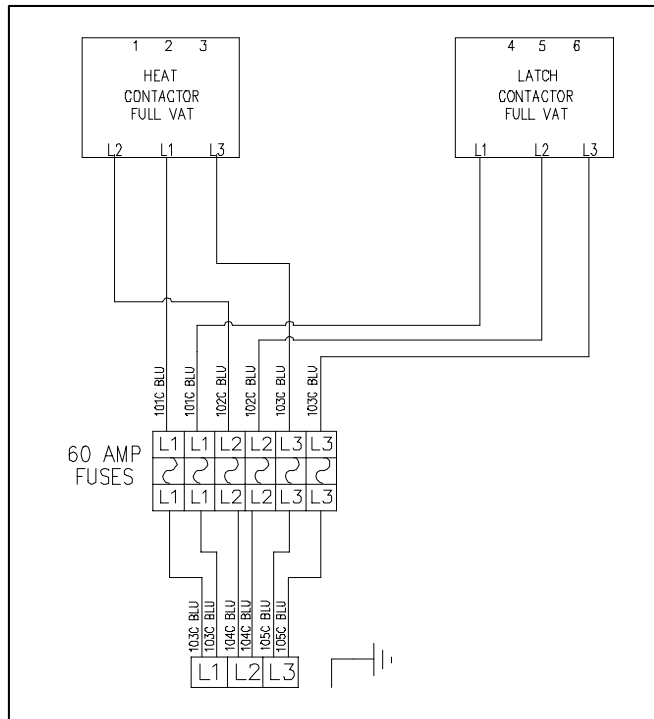 1 2 3
HEAT
CONTACTOR
FULL VAT
L2 L1 L3
4 5 6
LATCH
CONTACTOR
FULL VAT
L1 L2 L3
101C BLU
101C BLU
102C BLU
102C BLU
103C BLU
103C BLU
60 AMP
FUSES
L1 L1 L2 L2 L3 L3
L1 L1 L2 L2 L3 L3
103C BLU
103C BLU
104C BLU
104C BLU
105C BLU
105C BLU
L1 L2 L3